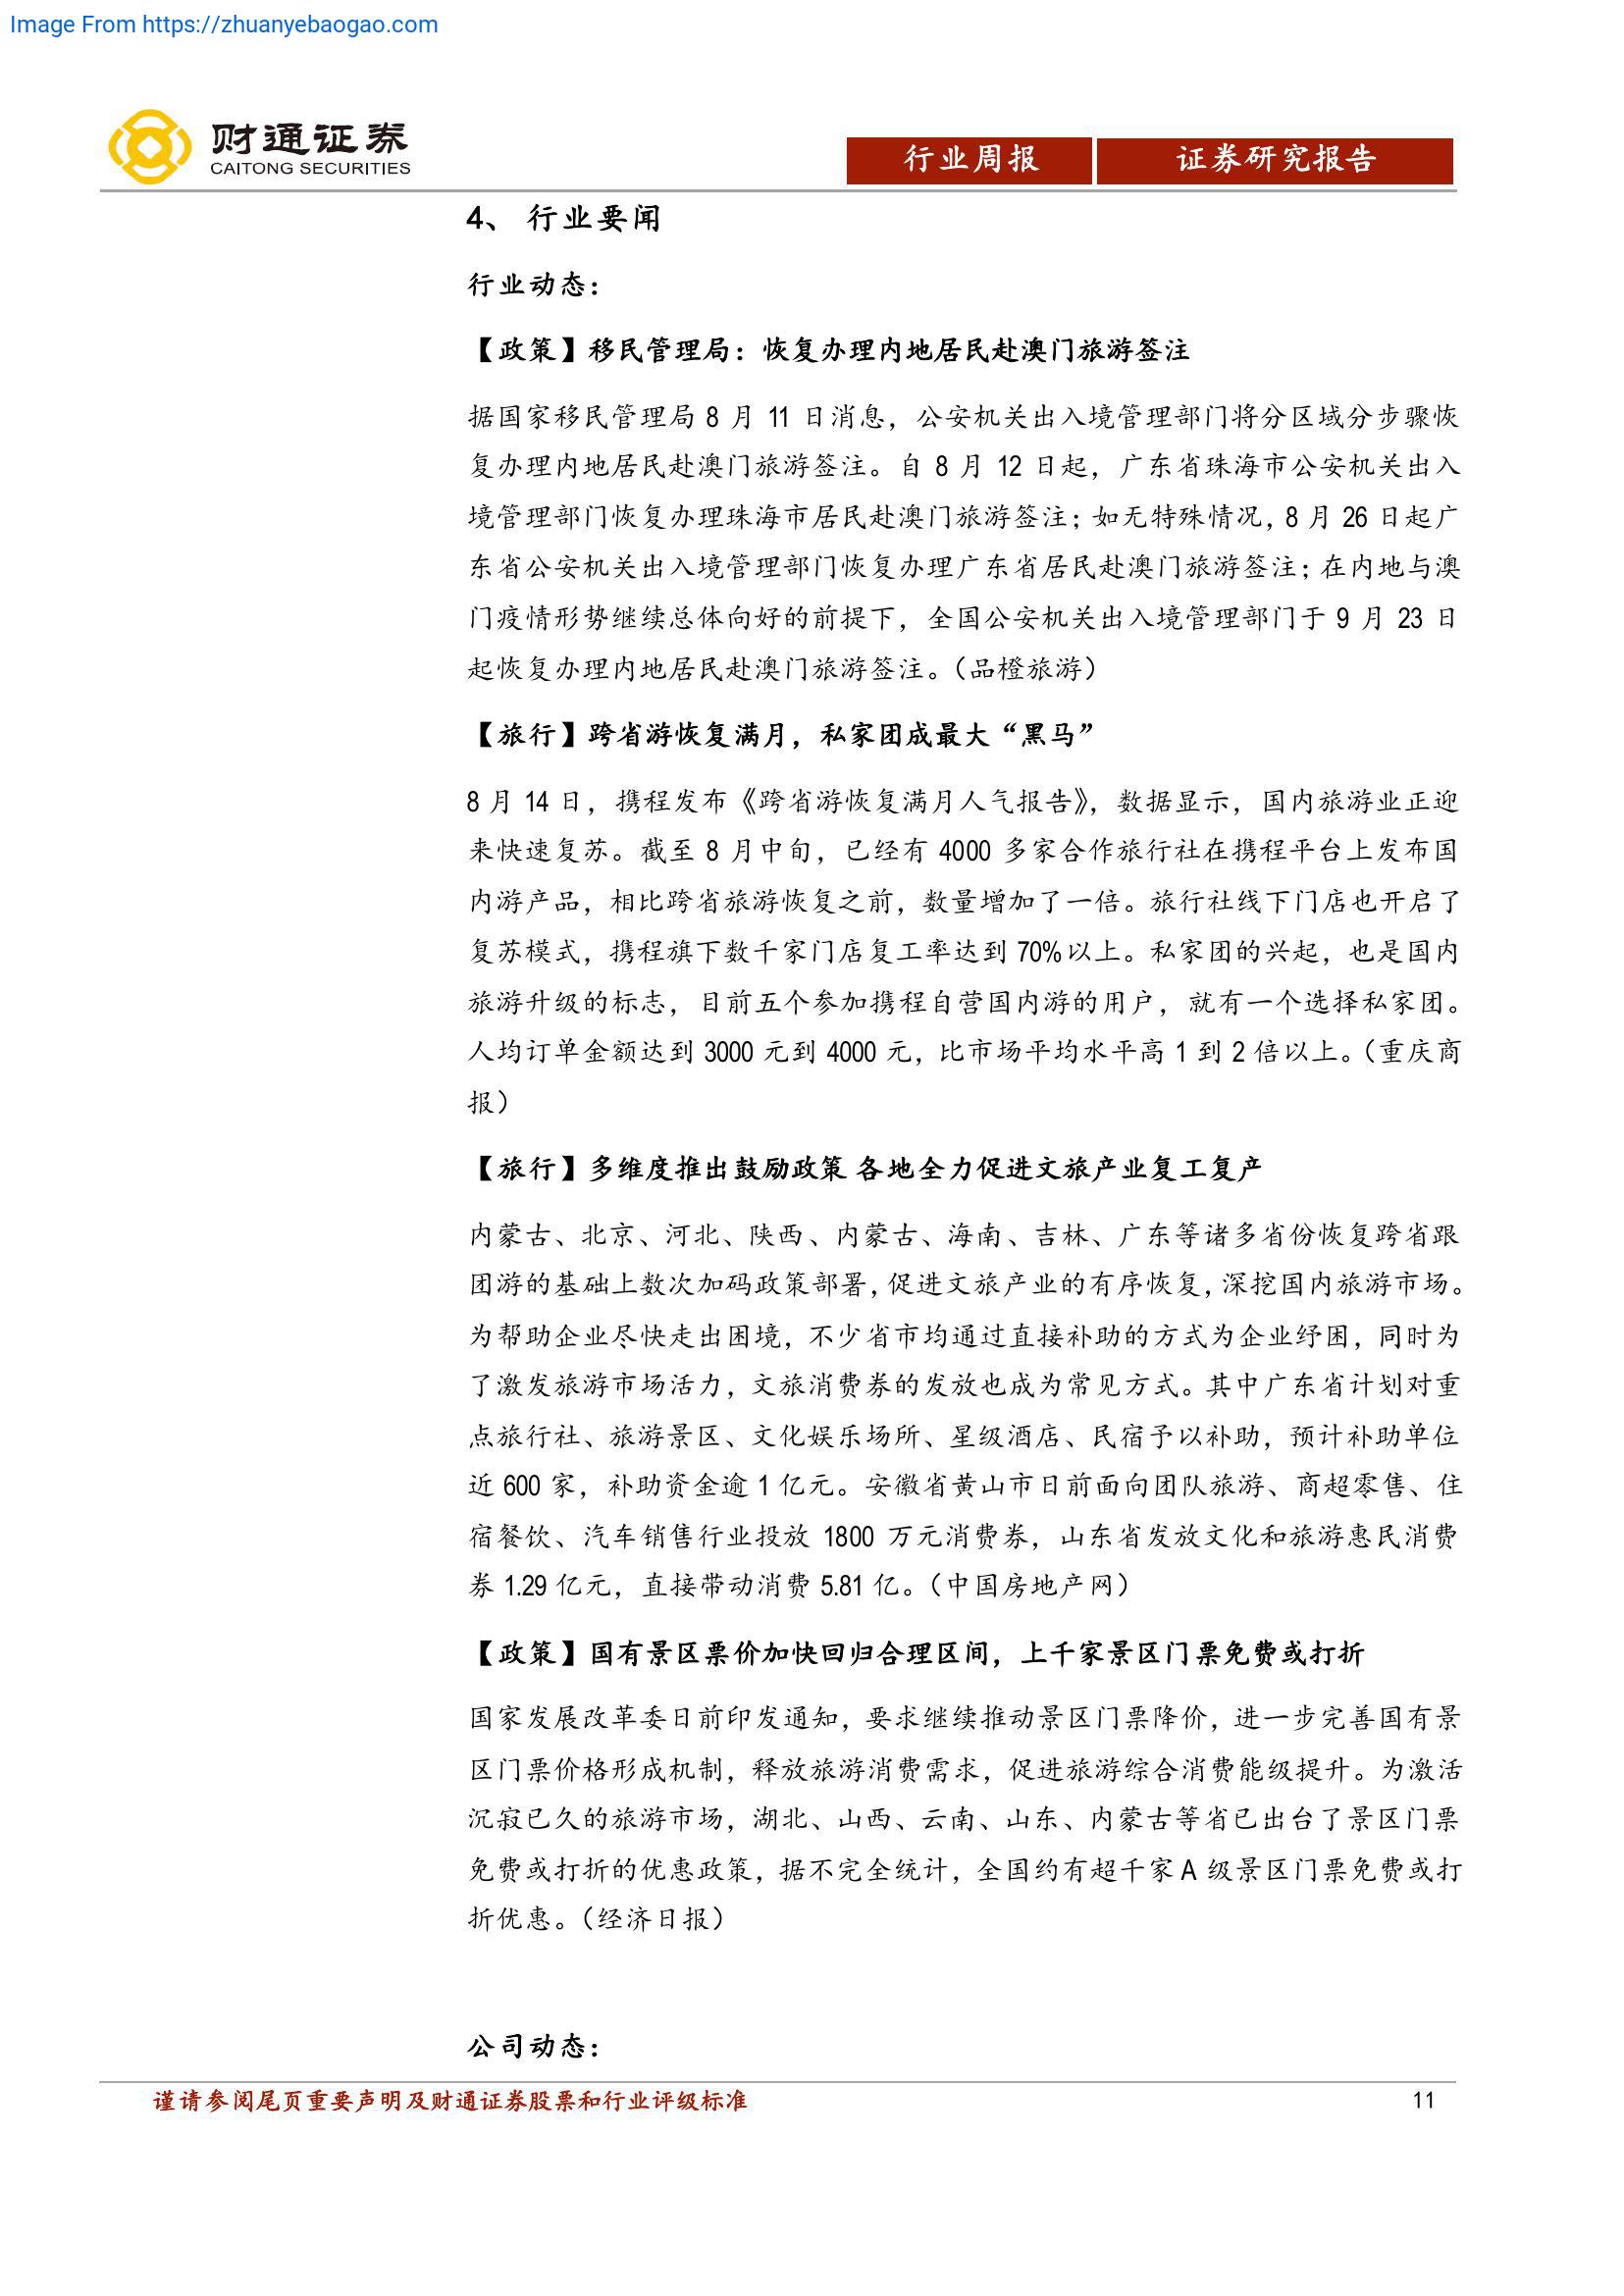 Image From https://zhuanyebaogao.com
财通证券
CAITONG SECURITIES
行业周报
证券研究报告
4、 行业要闻
行业动态：
【政策】移民管理局：恢复办理内地居民赴澳门旅游签注
据国家移民管理局 8 月 11 日消息，公安机关出入境管理部门将分区域分步骤恢
复办理内地居民赴澳门旅游签注。自 8 月 12 日起，广东省珠海市公安机关出入
境管理部门恢复办理珠海市居民赴澳门旅游签注；如无特殊情况，8 月 26 日起广
东省公安机关出入境管理部门恢复办理广东省居民赴澳门旅游签注；在内地与澳
门疫情形势继续总体向好的前提下，全国公安机关出入境管理部门于 9 月 23 日
起恢复办理内地居民赴澳门旅游签注。（品橙旅游）
【旅行】跨省游恢复满月，私家团成最大“黑马”
8 月 14 日，携程发布《跨省游恢复满月人气报告》，数据显示，国内旅游业正迎
来快速复苏。截至 8 月中旬，已经有 4000 多家合作旅行社在携程平台上发布国
内游产品，相比跨省旅游恢复之前，数量增加了一倍。旅行社线下门店也开启了
复苏模式，携程旗下数千家门店复工率达到 70%以上。私家团的兴起，也是国内
旅游升级的标志，目前五个参加携程自营国内游的用户，就有一个选择私家团。
人均订单金额达到 3000 元到 4000 元，比市场平均水平高 1 到 2 倍以上。（重庆商
报）
【旅行】多维度推出鼓励政策 各地全力促进文旅产业复工复产
内蒙古、北京、河北、陕西、内蒙古、海南、吉林、广东等诸多省份恢复跨省跟
团游的基础上数次加码政策部署，促进文旅产业的有序恢复，深挖国内旅游市场。
为帮助企业尽快走出困境，不少省市均通过直接补助的方式为企业纾困，同时为
了激发旅游市场活力，文旅消费券的发放也成为常见方式。其中广东省计划对重
点旅行社、旅游景区、文化娱乐场所、星级酒店、民宿予以补助，预计补助单位
近 600 家，补助资金逾 1 亿元。安徽省黄山市日前面向团队旅游、商超零售、住
宿餐饮、汽车销售行业投放 1800 万元消费券，山东省发放文化和旅游惠民消费
券 1.29 亿元，直接带动消费 5.81 亿。（中国房地产网）
【政策】国有景区票价加快回归合理区间，上千家景区门票免费或打折
国家发展改革委日前印发通知，要求继续推动景区门票降价，进一步完善国有景
区门票价格形成机制，释放旅游消费需求，促进旅游综合消费能级提升。为激活
沉寂已久的旅游市场，湖北、山西、云南、山东、内蒙古等省已出台了景区门票
免费或打折的优惠政策，据不完全统计，全国约有超千家 A 级景区门票免费或打
折优惠。（经济日报）
公司动态：
谨请参阅尾页重要声明及财通证券股票和行业评级标准
11